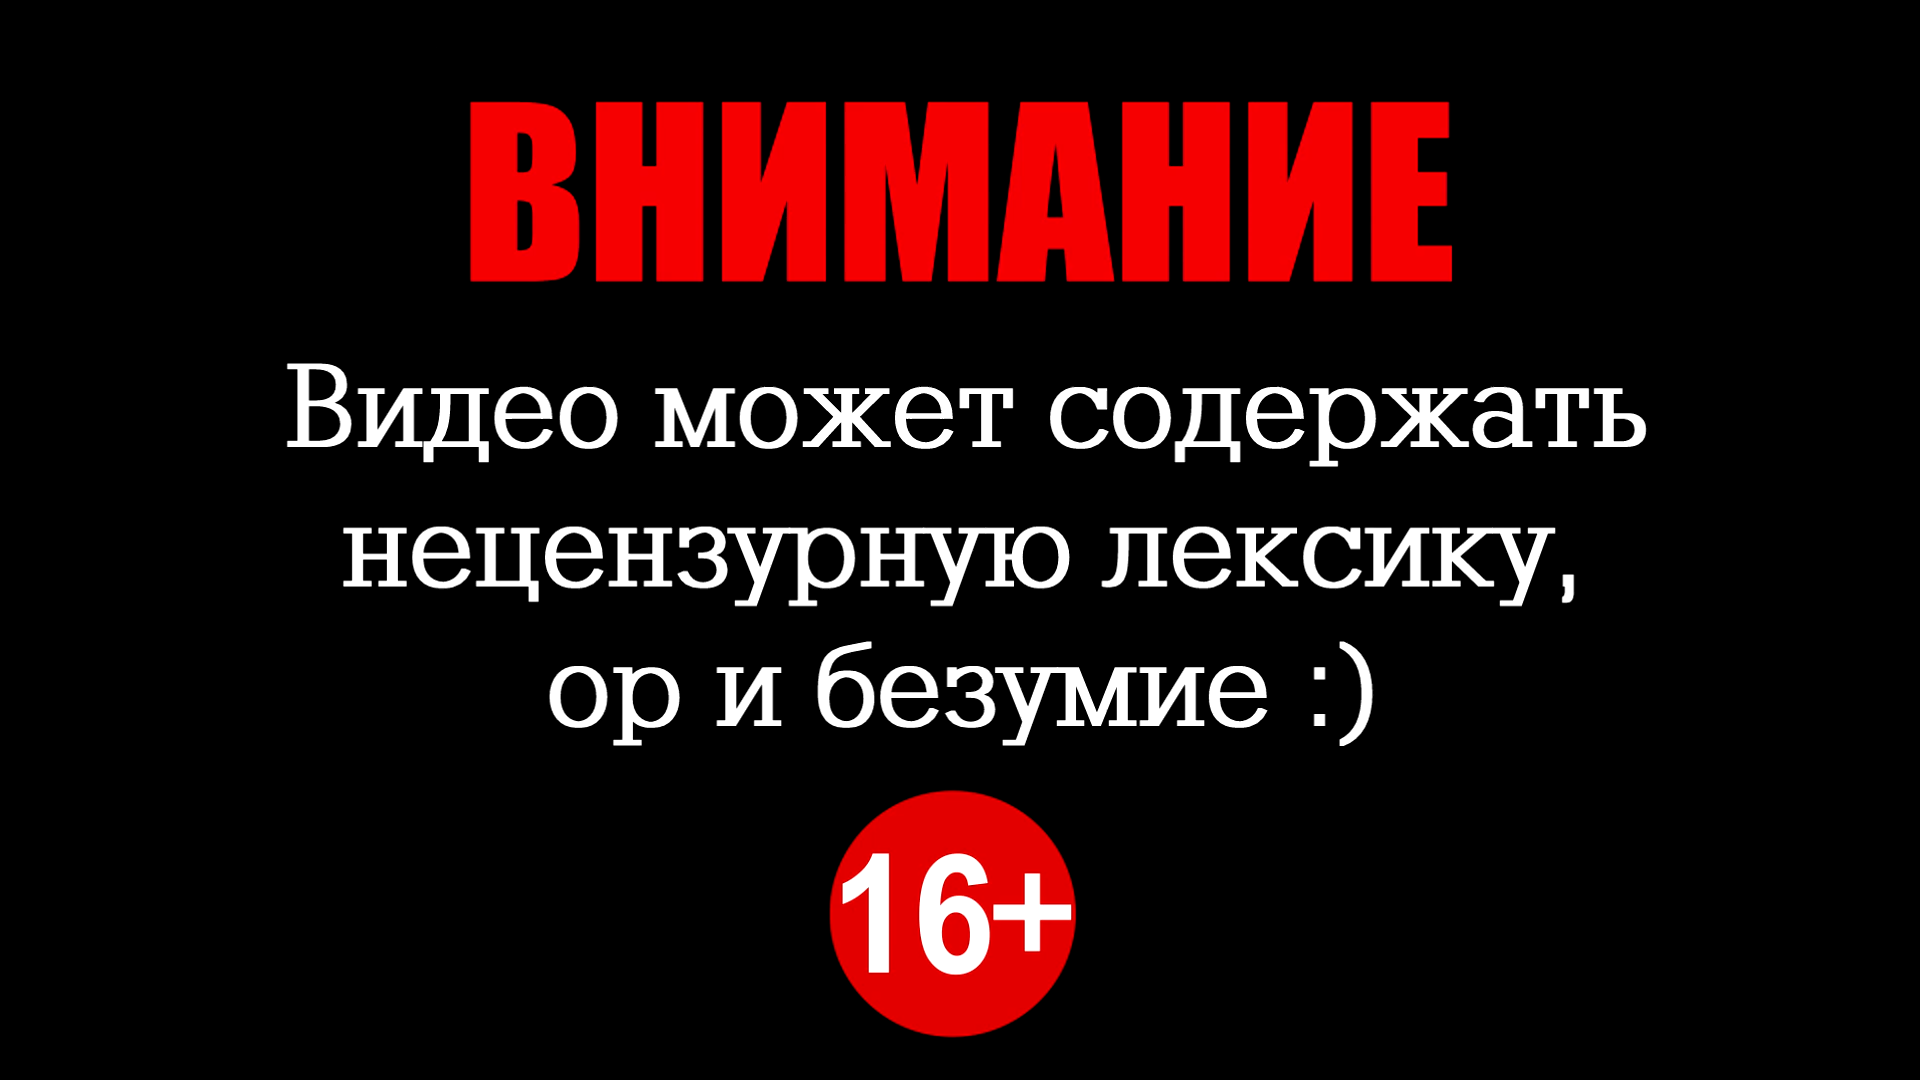 ВНИМАНИЕ
Видео может содержать
нецензурную лексику,
ор и безумие :)
16+